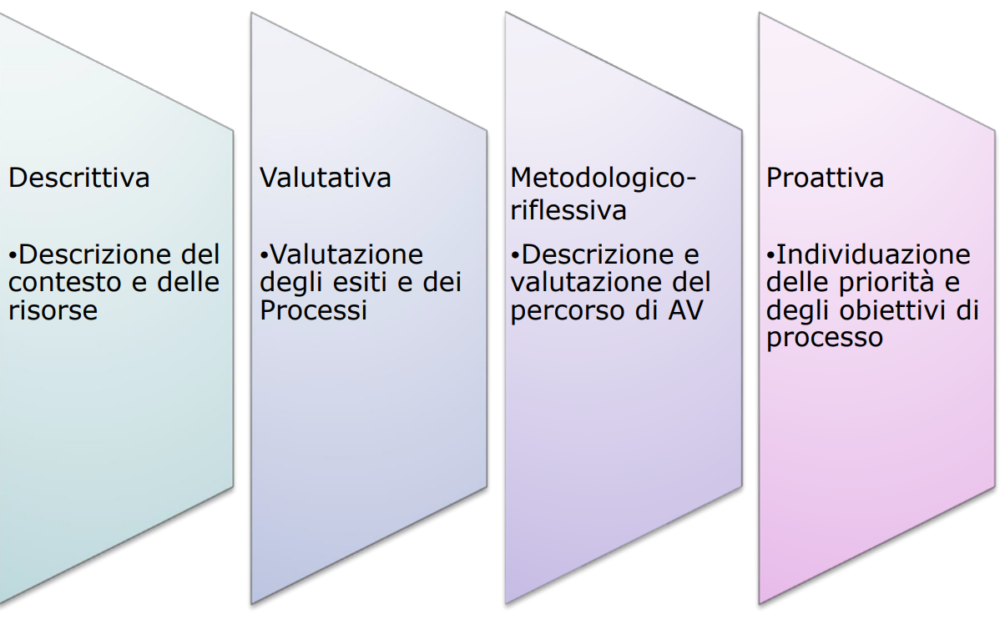 Descrittiva
•Descrizione del
contesto e delle
risorse
Valutativa
•Valutazione
degli esiti e dei
Processi
Metodologico-
riflessiva
•Descrizione e
valutazione del
percorso di AV
Proattiva
•Individuazione
delle priorità e
degli obiettivi di
processo